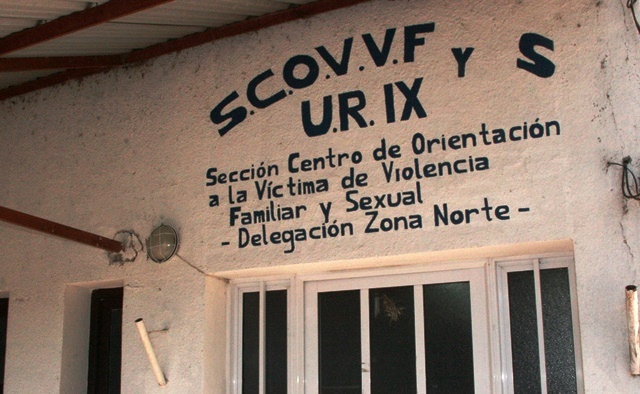 S.C.O.V.V.F y S
U.R. IX
Sección Centro de Orientación
a la Víctima de Violencia
Familiar y Sexual
- Delegación Zona Norte -